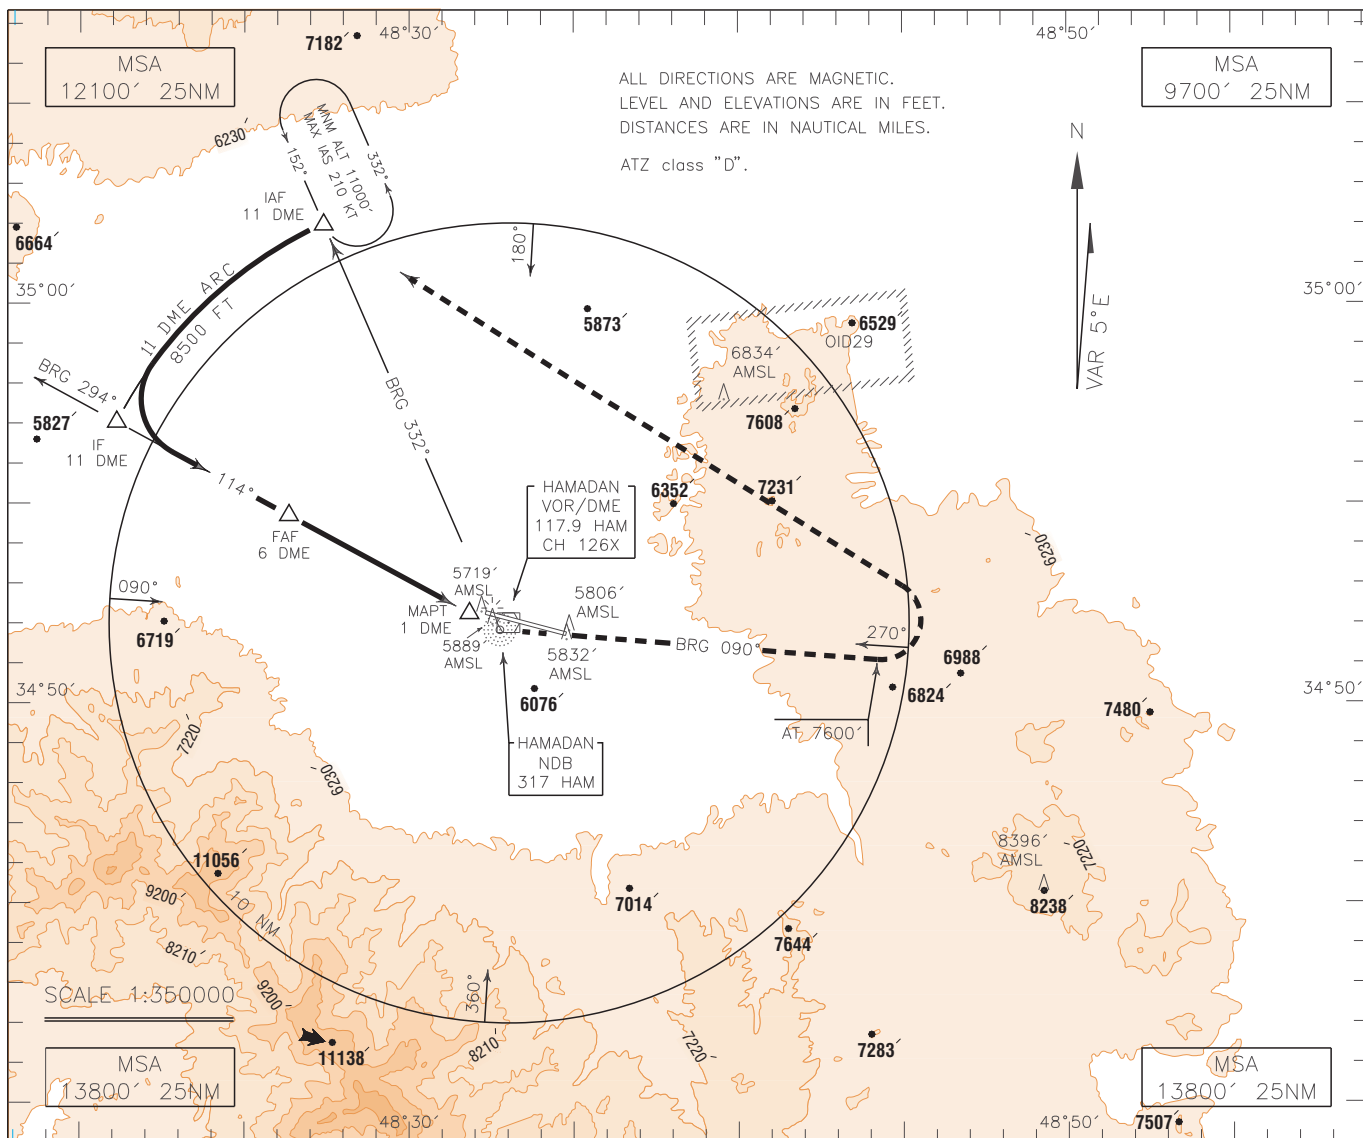 7182´
48°30´
48°50´
MSA
12100´ 25NM
MSA
9700´ 25NM
ALL DIRECTIONS ARE MAGNETIC.
LEVEL AND ELEVATIONS ARE IN FEET.
DISTANCES ARE IN NAUTICAL MILES.
ATZ class "D".
6230´
MNM ALT 11000´
MAX IAS 210 KT
152°
332°
N
VAR 5°E
IAF
11 DME
6664´
180°
35°00´
35°00´
11 DME ARC
8500 FT
5873´
6529´
OID29
6834´
AMSL
7608´
BRG 294°
BRG 332°
5827´
IF
11 DME
114°
FAF
6 DME
HAMADAN
VOR/DME
117.9 HAM
CH 126X
6352´
7231´
6230´
5719´
AMSL
5806´
AMSL
MAPT
1 DME
5889´
AMSL
5832´
AMSL
090°
6719´
BRG 090°
270°
6988´
6824´
34°50´
34°50´
6076´
7480´
AT 7600´
HAMADAN
NDB
317 HAM
7220´
6230´
11056´
9200´
10 NM
8210´
8396´
AMSL
7220´
8238´
7014´
7644´
SCALE 1:350000
9200´
360°
8210´
7220´
7283´
11138´
MSA
13800´ 25NM
MSA
13800´ 25NM
48°30´
48°50´
7507´